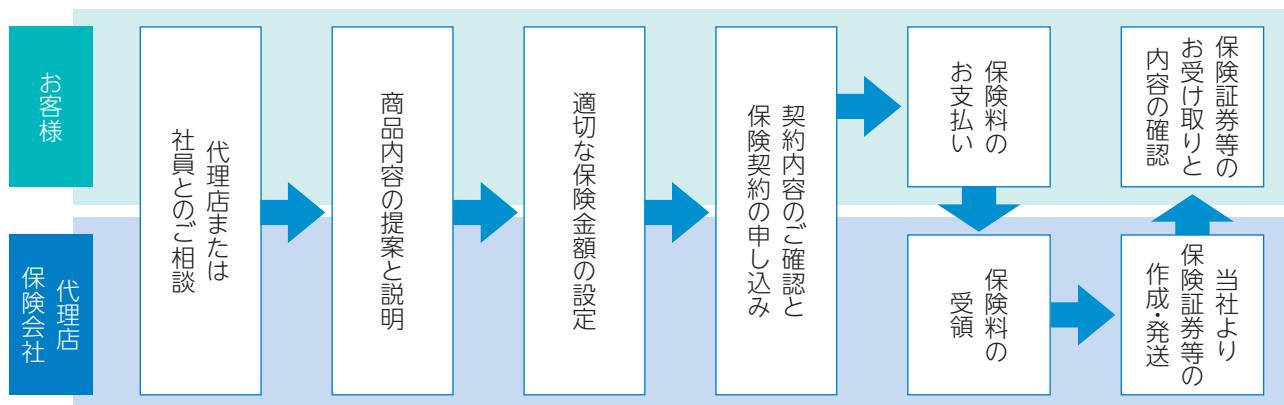 お客様
代理店
保険会社
代理店または
社員とのご相談
商品内容の提案と説明
適切な保険金額の設定
契約内容のご確認と
保険契約の申し込み
保険料の
お支払い
保険料の
受領
当社より
保険証券等の
作成・発送
保険証券等の
お受け取りと
内容の確認